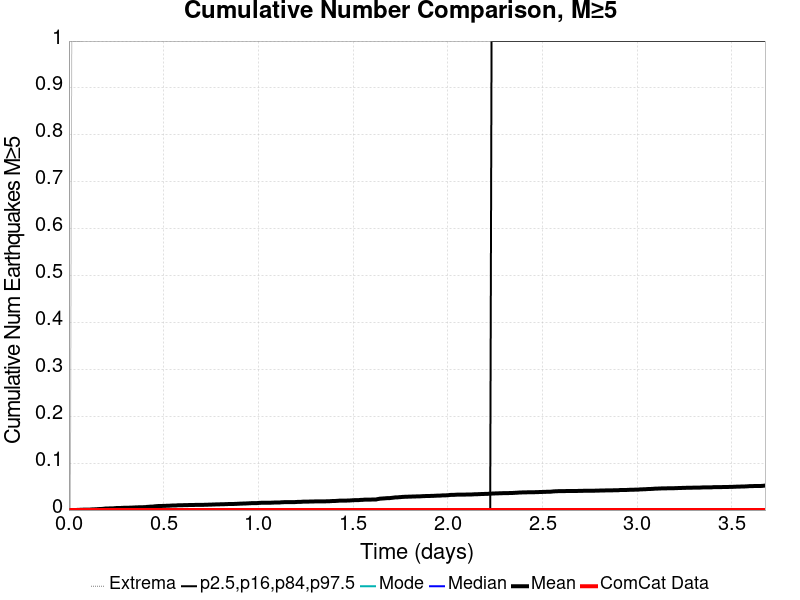 Cumulative Number Comparison, M≥5
Cumulative Num Earthquakes M≥5
1
0.9
0.8
0.7
0.6
0.5
0.4
0.3
0.2
0.1
0
0.0 0.5 1.0 1.5 2.0 2.5 3.0 3.5
Time (days)
Extrema p2.5,p16,p84,p97.5 Mode Median Mean ComCat Data